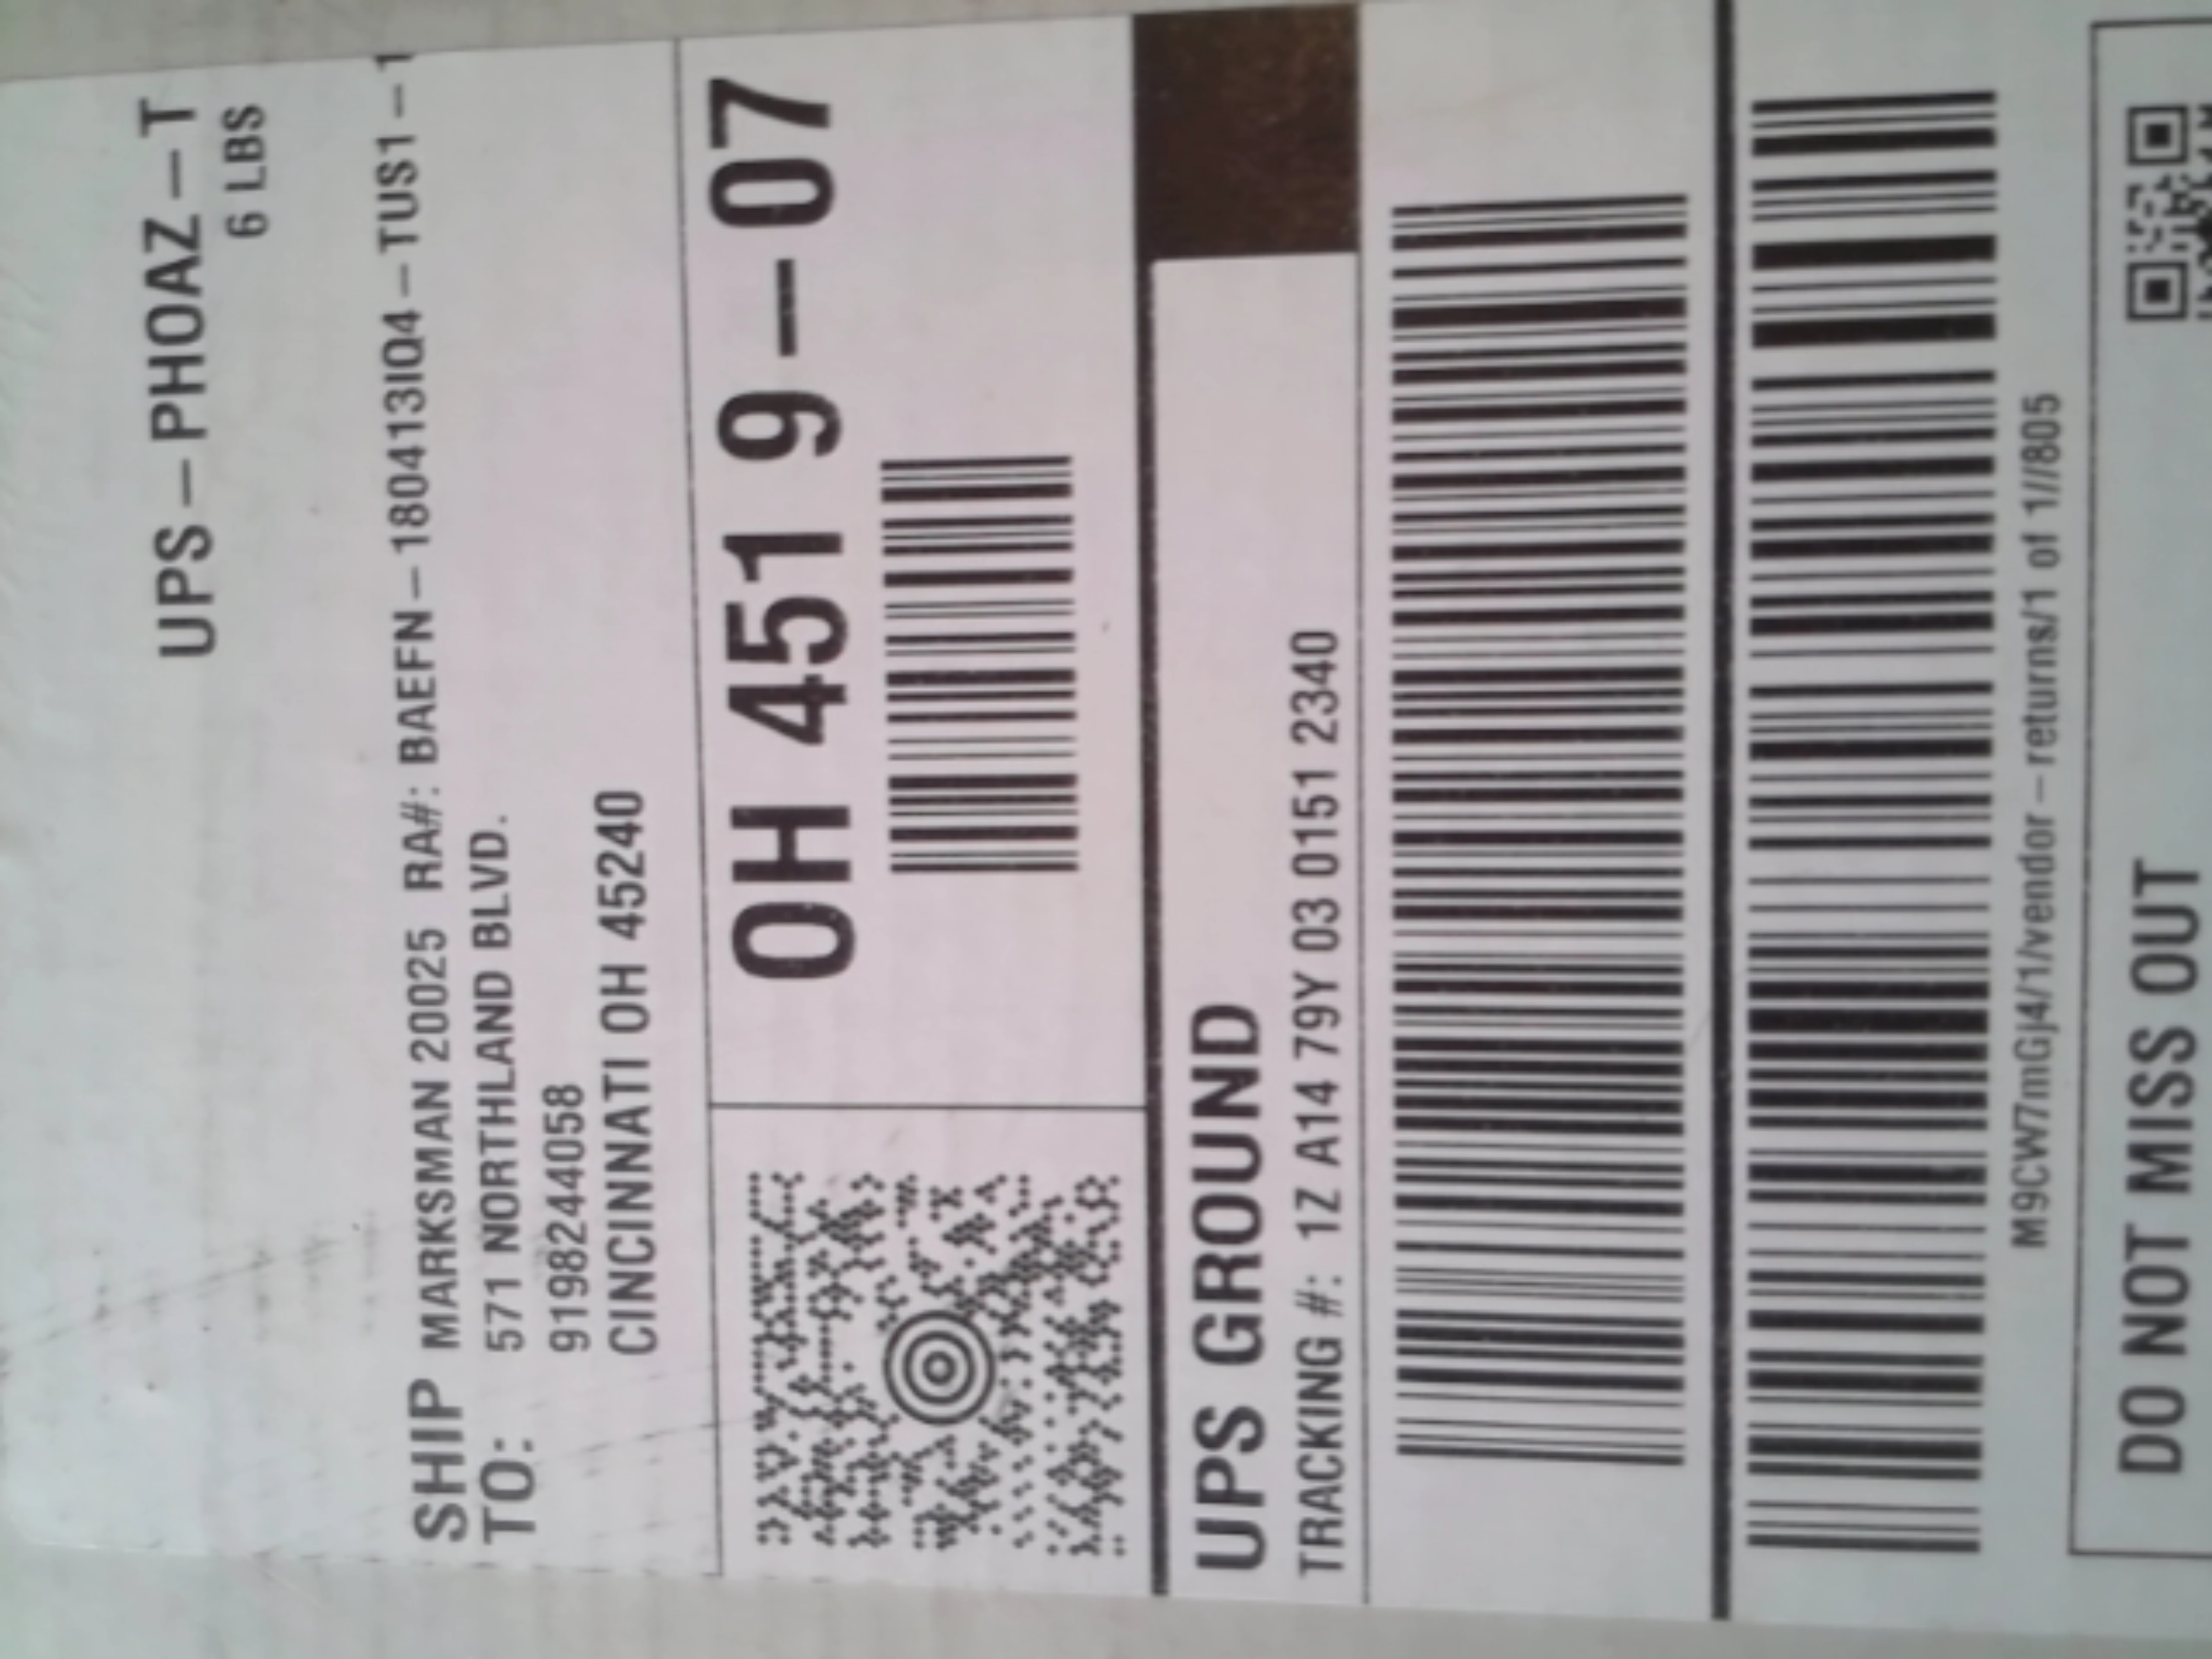 UPS-PHOAZ-T
6 LBS
SHIP TO:
MARKSMAN 20025 RA#: BAEFN-180413IQ4-TUS1-1
571 NORTHLAND BLVD.
9198244058
CINCINNATI OH 45240
OH 451 9-07
UPS GROUND
TRACKING #: 1Z A14 79Y 03 0151 2340
M9CW7mGj4/1/vendor-returns/1 of 1//805
DO NOT MISS OUT